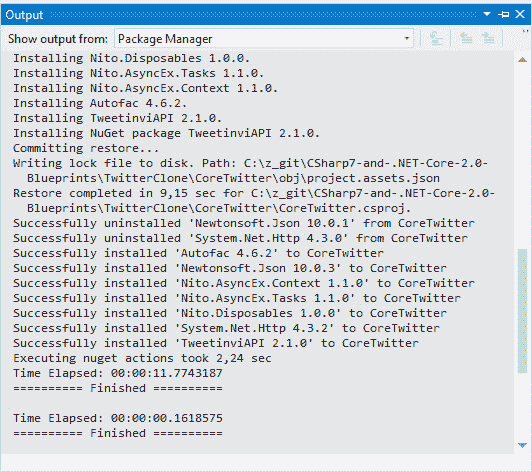 Output
Show output from: Package Manager
Installing Nito.Disposables 1.0.0.
Installing Nito.AsyncEx.Tasks 1.1.0.
Installing Nito.AsyncEx.Context 1.1.0.
Installing Autofac 4.6.2.
Installing TweetinviAPI 2.1.0.
Installing NuGet package TweetinviAPI 2.1.0.
Committing restore...
Writing lock file to disk. Path: C:\z_git\CSharp7-and-.NET-Core-2.0-
Blueprints\TwitterClone\CoreTwitter\obj\project.assets.json
Restore completed in 9,15 sec for C:\z_git\CSharp7-and-.NET-Core-2.0-
Blueprints\TwitterClone\CoreTwitter\CoreTwitter.csproj.
Successfully uninstalled 'Newtonsoft.Json 10.0.1' from CoreTwitter
Successfully uninstalled 'System.Net.Http 4.3.0' from CoreTwitter
Successfully installed 'Autofac 4.6.2' to CoreTwitter
Successfully installed 'Newtonsoft.Json 10.0.3' to CoreTwitter
Successfully installed 'Nito.AsyncEx.Context 1.1.0' to CoreTwitter
Successfully installed 'Nito.AsyncEx.Tasks 1.1.0' to CoreTwitter
Successfully installed 'Nito.Disposables 1.0.0' to CoreTwitter
Successfully installed 'System.Net.Http 4.3.2' to CoreTwitter
Successfully installed 'TweetinviAPI 2.1.0' to CoreTwitter
Executing nuget actions took 2,24 sec
Time Elapsed: 00:00:11.7743187
========== Finished ==========
Time Elapsed: 00:00:00.1618575
========== Finished ==========